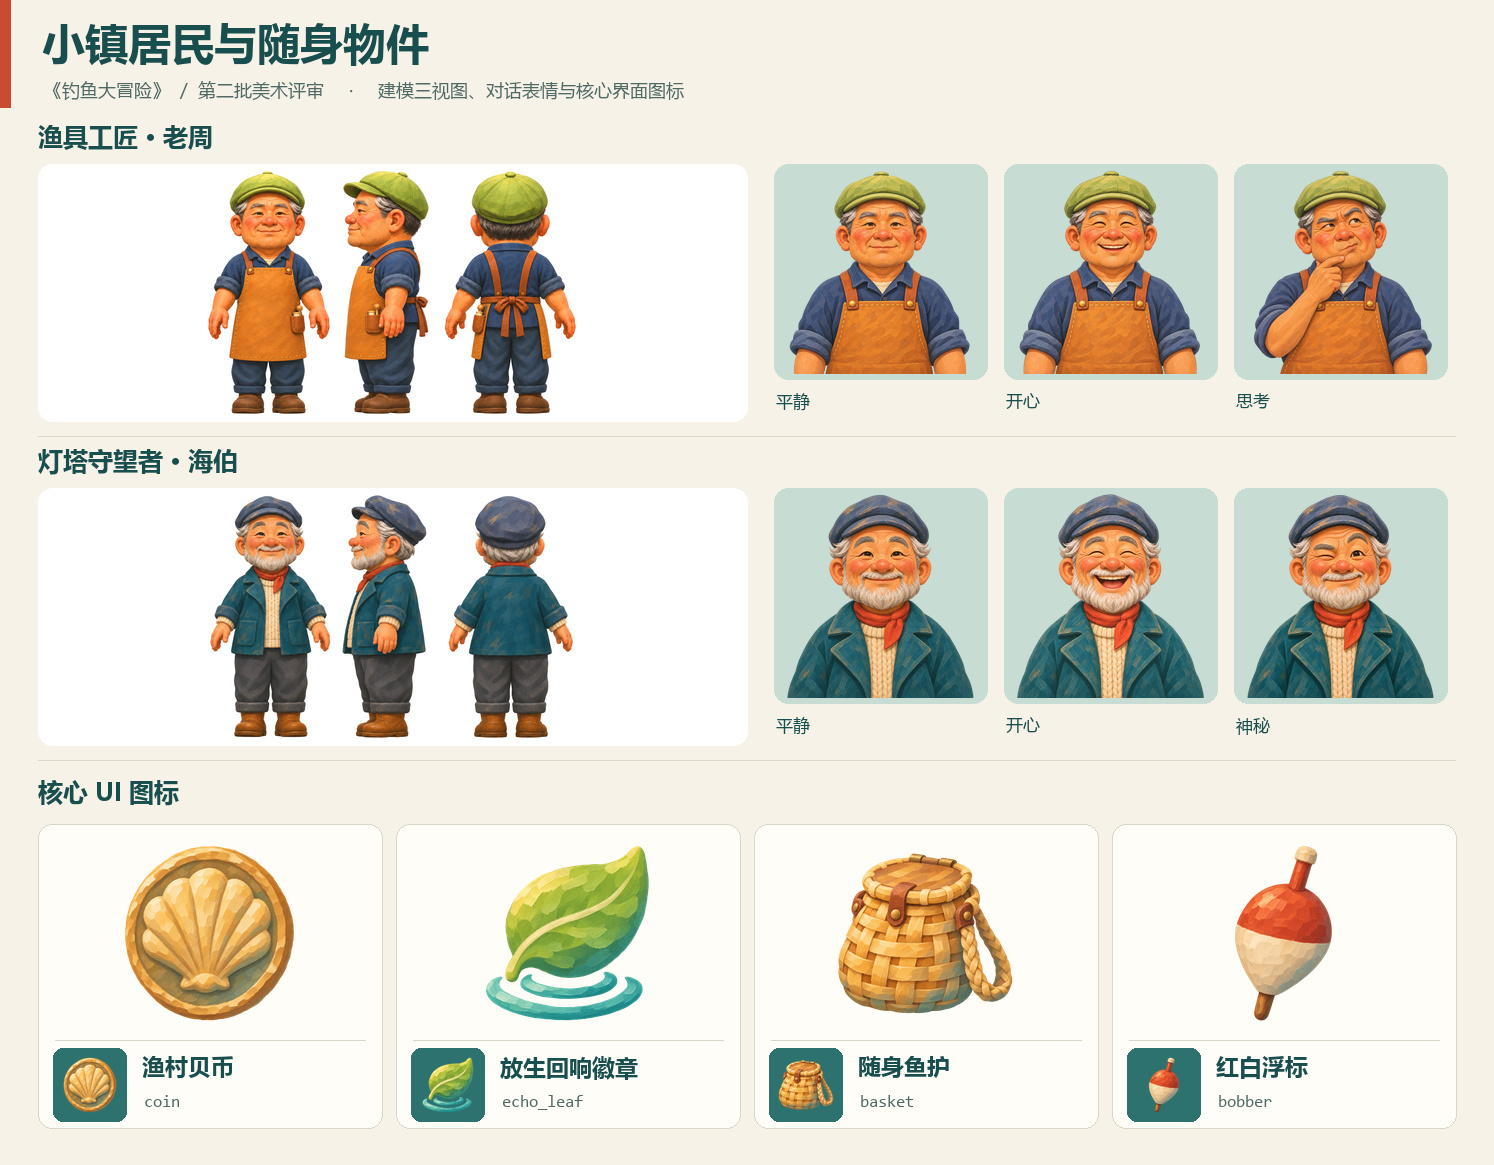 小镇居民与随身物件
《钓鱼大冒险》 / 第二批美术评审 · 建模三视图、对话表情与核心界面图标
渔具工匠·老周
平静
开心
思考
灯塔守望者·海伯
平静
开心
神秘
核心 UI 图标
渔村贝币
coin
放生回响徽章
echo_leaf
随身鱼护
basket
红白浮标
bobber